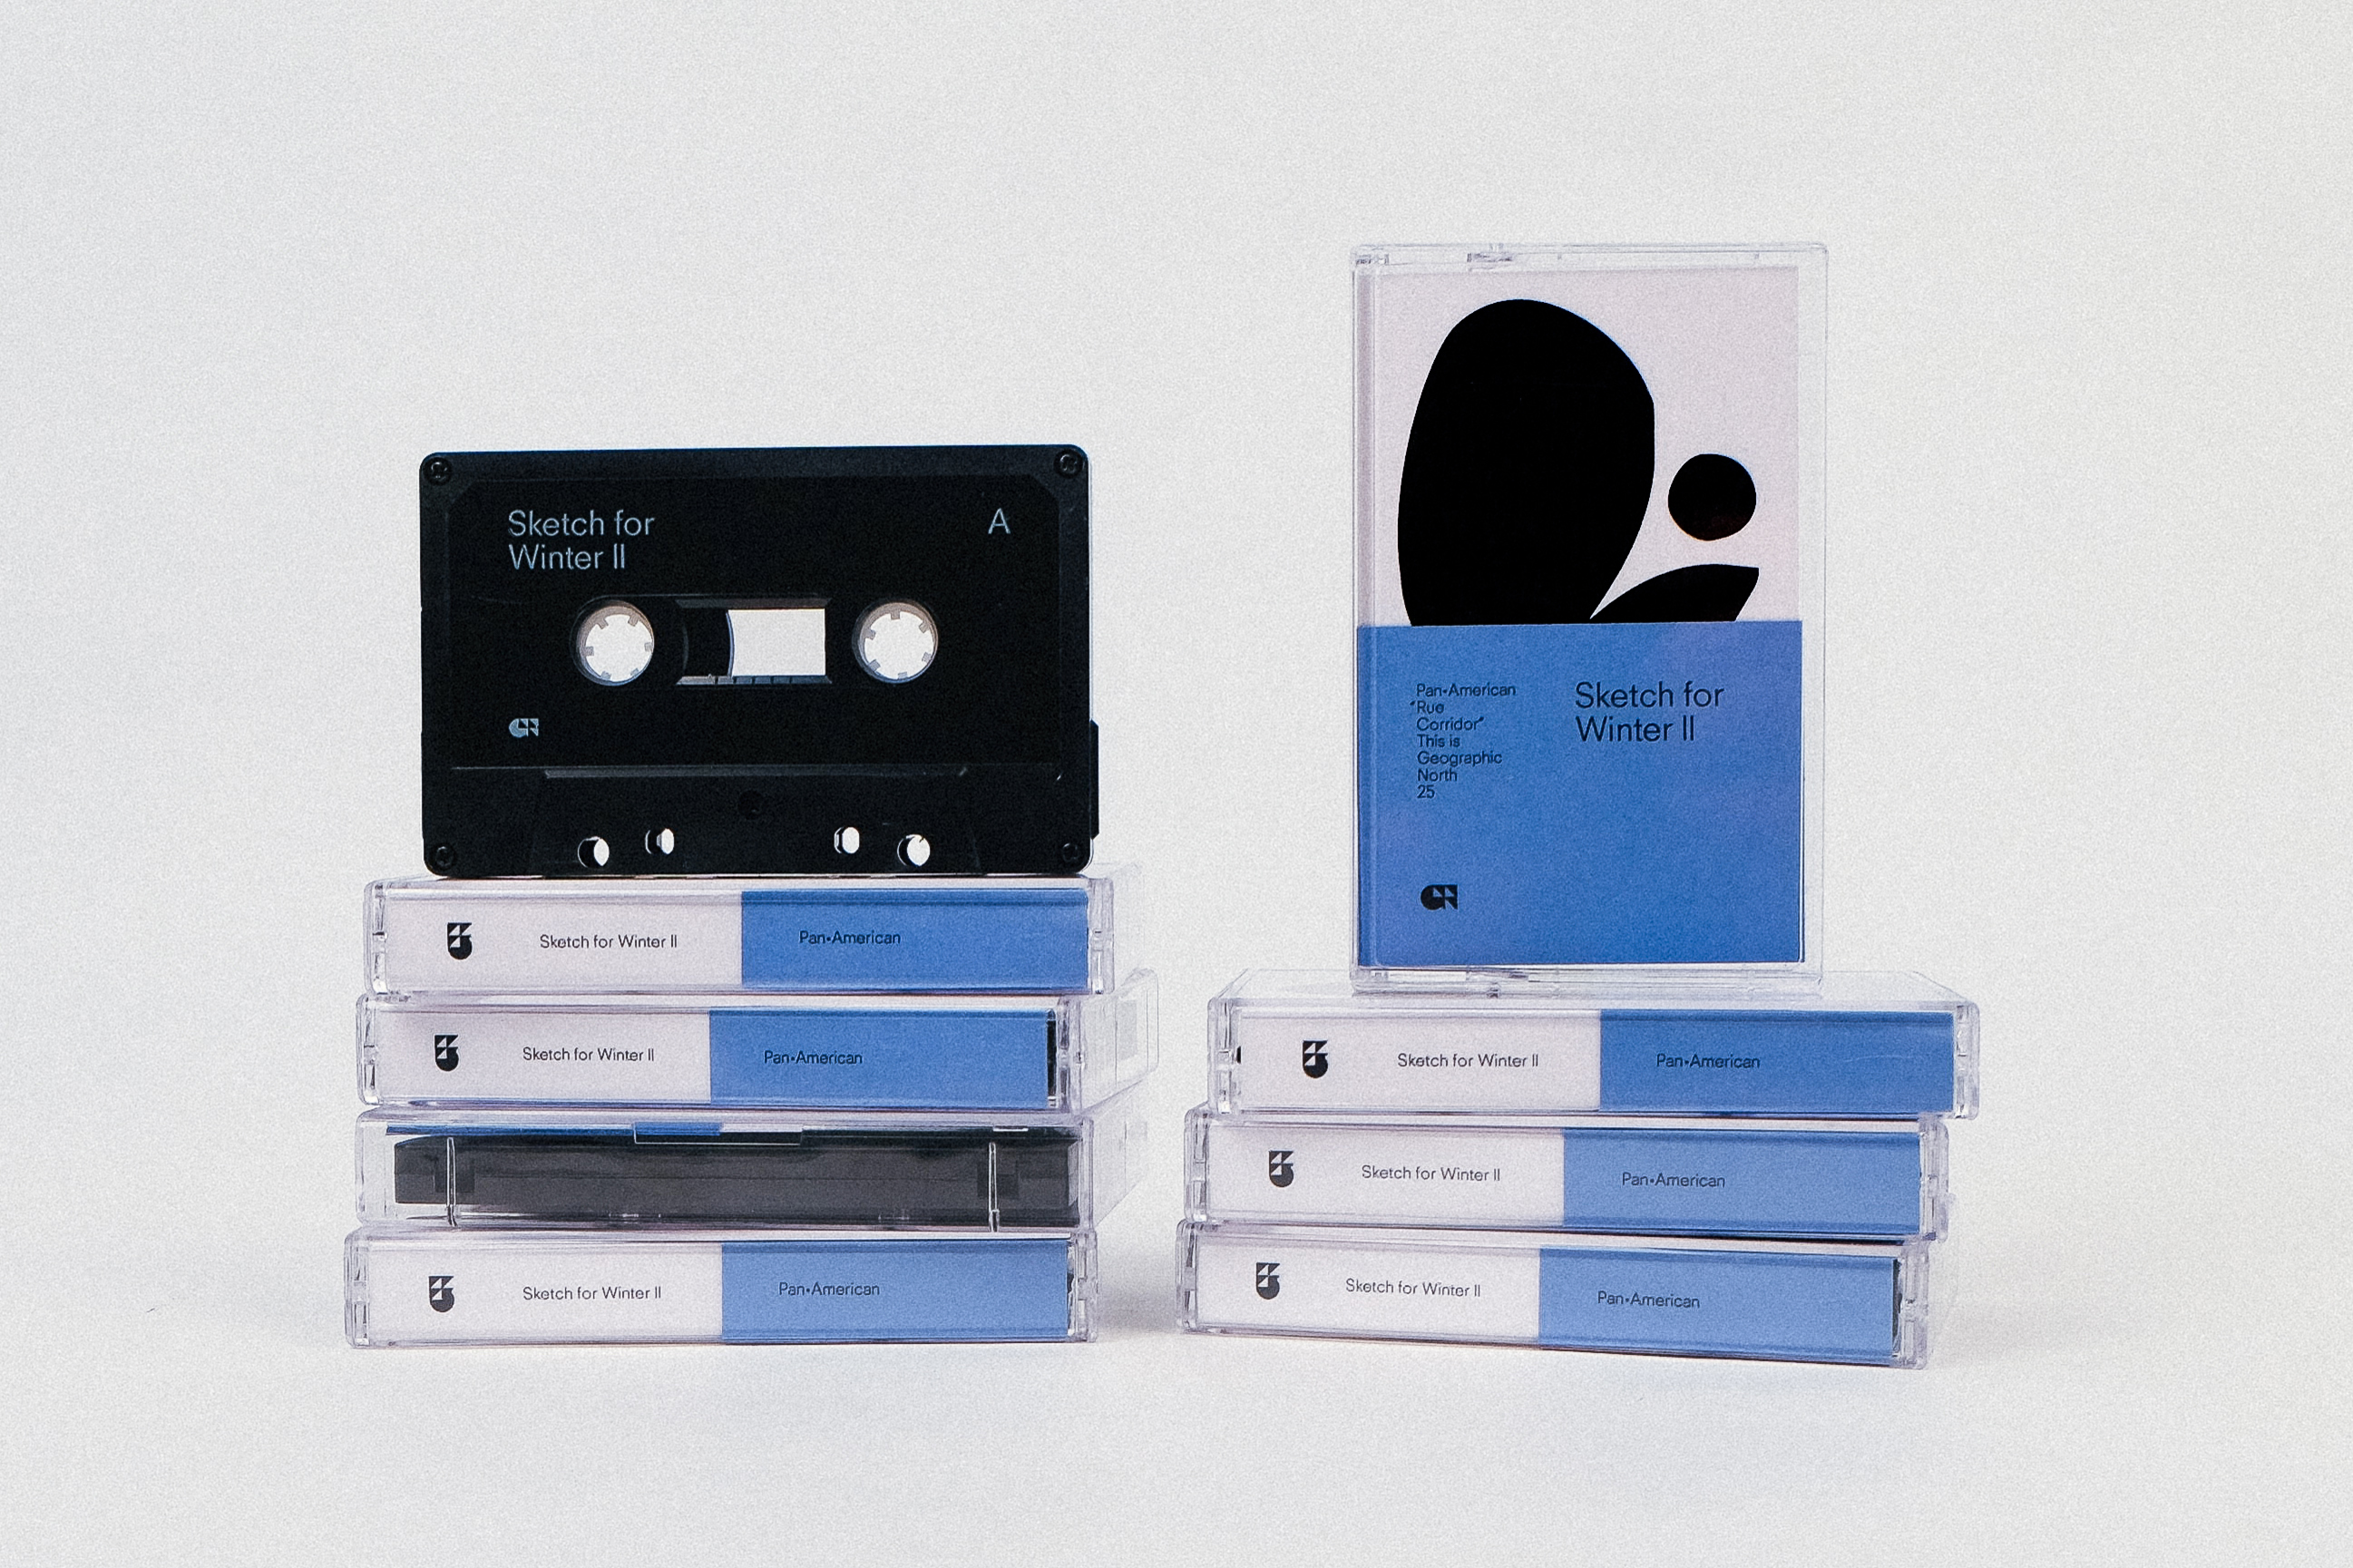 Sketch for
Winter II
A
GN
Sketch for Winter II Pan•American
Sketch for Winter II Pan•American
Sketch for Winter II Pan•American
Pan•American
"Rue
Corridor"
This is
Geographic
North
25
Sketch for
Winter II
GN
Sketch for Winter II Pan•American
Sketch for Winter II Pan•American
Sketch for Winter II Pan•American